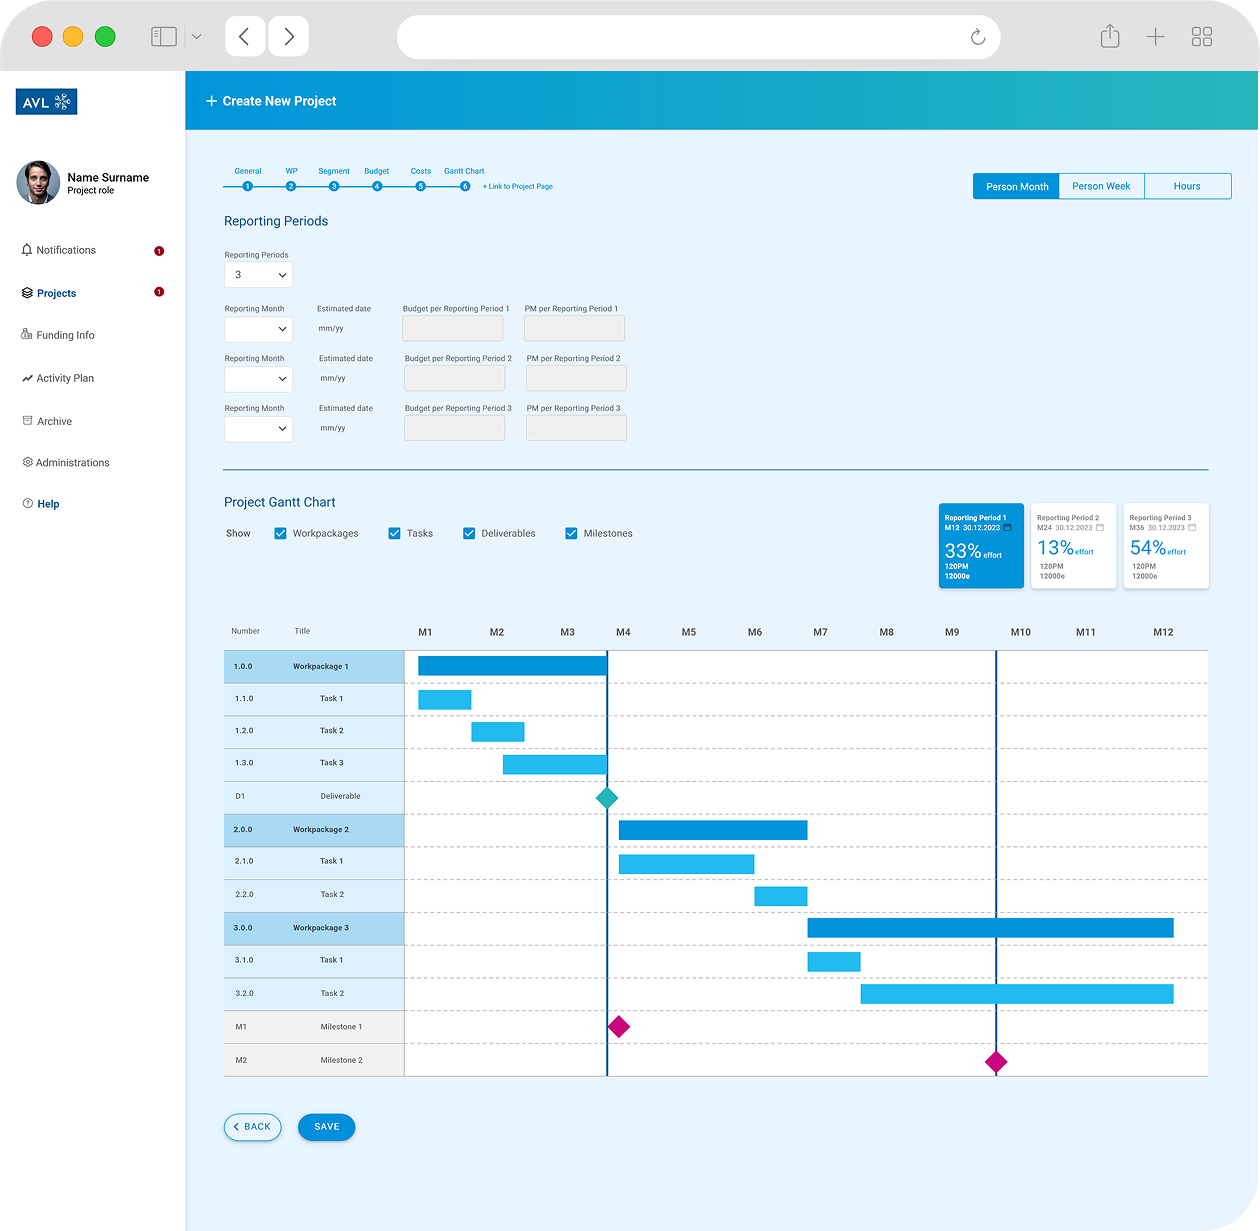 AVL
+ Create New Project
Name Surname
Project role
Notifications 1
Projects 1
Funding Info
Activity Plan
Archive
Administrations
Help
General WP Segment Budget Costs Gantt Chart
1 2 3 4 5 6 + Link to Project Page
Person Month Person Week Hours
Reporting Periods
Reporting Periods
3
Reporting Month Estimated date Budget per Reporting Period 1 PM per Reporting Period 1
mm/yy
Reporting Month Estimated date Budget per Reporting Period 2 PM per Reporting Period 2
mm/yy
Reporting Month Estimated date Budget per Reporting Period 3 PM per Reporting Period 3
mm/yy
Project Gantt Chart
Show Workpackages Tasks Deliverables Milestones
Reporting Period 1
M12 30.12.2023
33% effort
120PM
12000e
Reporting Period 2
M24 30.12.2023
13% effort
120PM
12000e
Reporting Period 3
M36 30.12.2023
54% effort
120PM
12000e
Number Title M1 M2 M3 M4 M5 M6 M7 M8 M9 M10 M11 M12
1.0.0 Workpackage 1
1.1.0 Task 1
1.2.0 Task 2
1.3.0 Task 3
D1 Deliverable
2.0.0 Workpackage 2
2.1.0 Task 1
2.2.0 Task 2
3.0.0 Workpackage 3
3.1.0 Task 1
3.2.0 Task 2
M1 Milestone 1
M2 Milestone 2
BACK SAVE